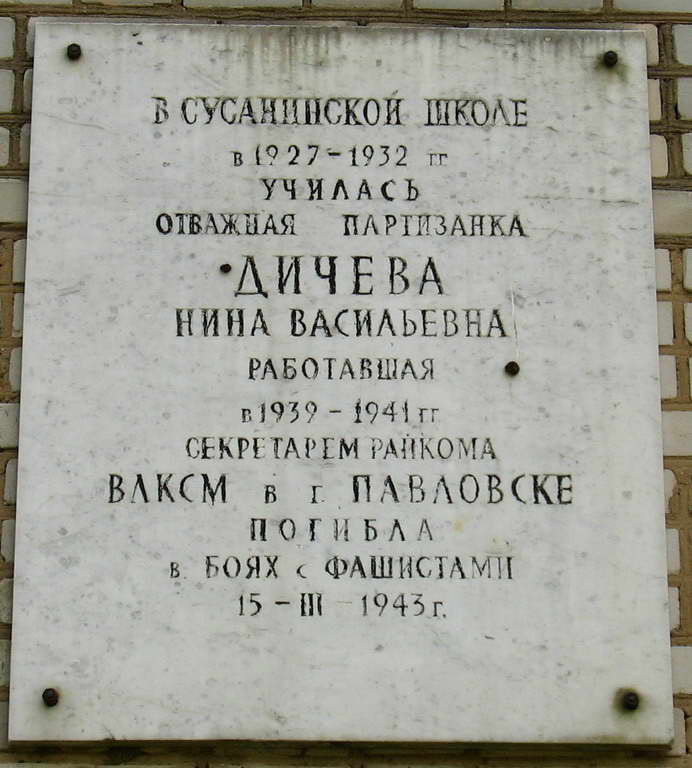 В СУСАНИНСКОЙ ШКОЛЕ
в 1927 - 1932 гг
УЧИЛАСЬ
ОТВАЖНАЯ ПАРТИЗАНКА
ДИЧЕВА
НИНА ВАСИЛЬЕВНА
РАБОТАВШАЯ
в 1939 - 1941 гг
СЕКРЕТАРЕМ РАЙКОМА
ВЛКСМ в г. ПАВЛОВСКЕ
ПОГИБЛА
в БОЯХ с ФАШИСТАМИ
15 - III - 1943 г.